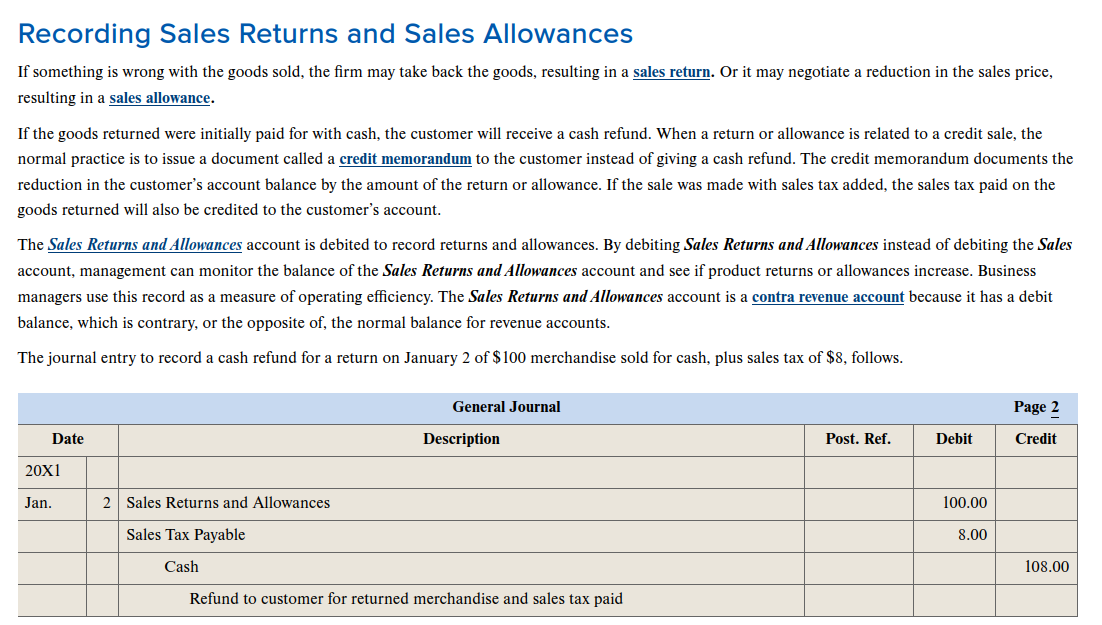 Recording Sales Returns and Sales Allowances
If something is wrong with the goods sold, the firm may take back the goods, resulting in a sales return. Or it may negotiate a reduction in the sales price,
resulting in a sales allowance.
If the goods returned were initially paid for with cash, the customer will receive a cash refund. When a return or allowance is related to a credit sale, the
normal practice is to issue a document called a credit memorandum to the customer instead of giving a cash refund. The credit memorandum documents the
reduction in the customer’s account balance by the amount of the return or allowance. If the sale was made with sales tax added, the sales tax paid on the
goods returned will also be credited to the customer’s account.
The Sales Returns and Allowances account is debited to record returns and allowances. By debiting Sales Returns and Allowances instead of debiting the Sales
account, management can monitor the balance of the Sales Returns and Allowances account and see if product returns or allowances increase. Business
managers use this record as a measure of operating efficiency. The Sales Returns and Allowances account is a contra revenue account because it has a debit
balance, which is contrary, or the opposite of, the normal balance for revenue accounts.
The journal entry to record a cash refund for a return on January 2 of $100 merchandise sold for cash, plus sales tax of $8, follows.
General Journal Page 2
Date Description Post. Ref. Debit Credit
20X1
Jan. 2 Sales Returns and Allowances 100.00
Sales Tax Payable 8.00
Cash 108.00
Refund to customer for returned merchandise and sales tax paid